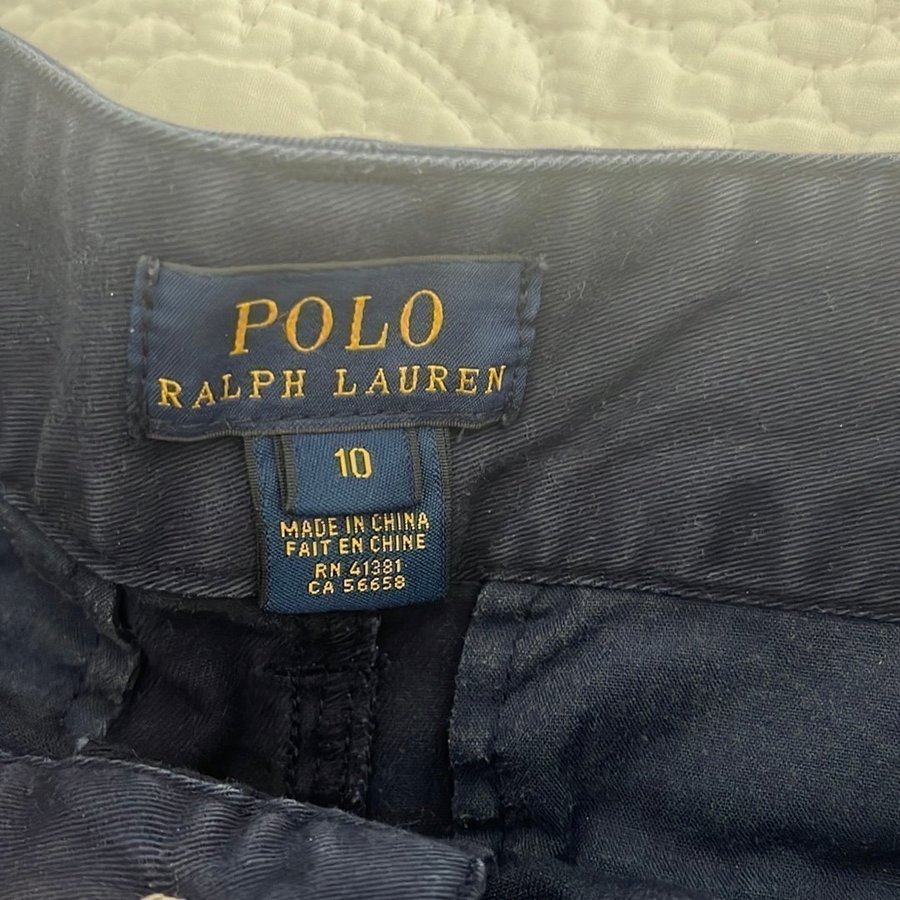 POLO
RALPH LAUREN
10
MADE IN CHINA
FAIT EN CHINE
RN 41381
CA 56658